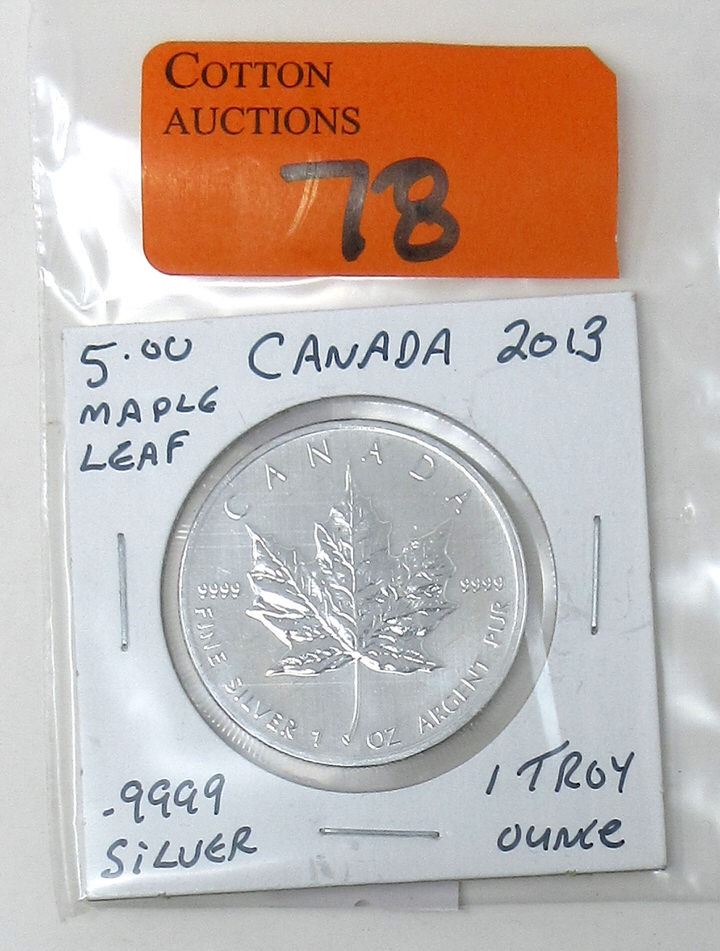 COTTON
AUCTIONS
78
5.00 CANADA 2013
MAPLE
LEAF
CANADA
9999 9999
FINE SILVER 1 OZ ARGENT PUR
.9999 1 TROY
SILVER OUNCE